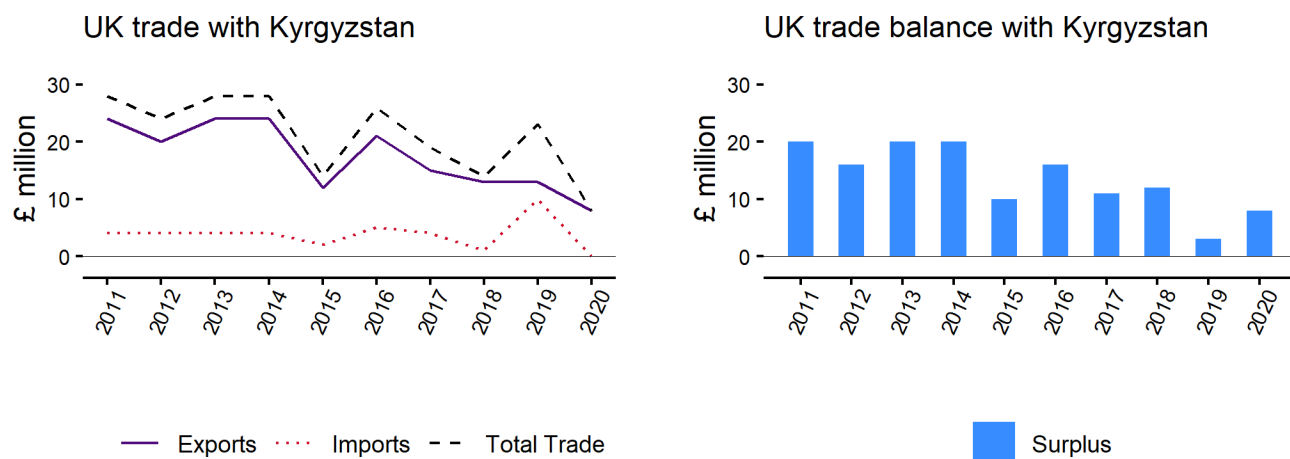 UK trade with Kyrgyzstan
30
20
10
0
£ million
2011 2012 2013 2014 2015 2016 2017 2018 2019 2020
Exports Imports Total Trade
UK trade balance with Kyrgyzstan
30
20
10
0
£ million
2011 2012 2013 2014 2015 2016 2017 2018 2019 2020
Surplus